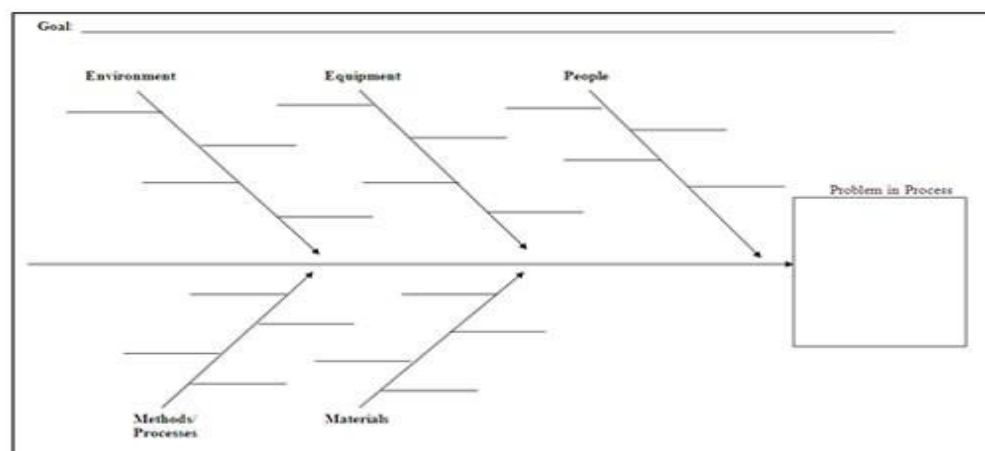 Goal:
Environment
Equipment
People
Problem in Process
Methods/
Processes
Materials